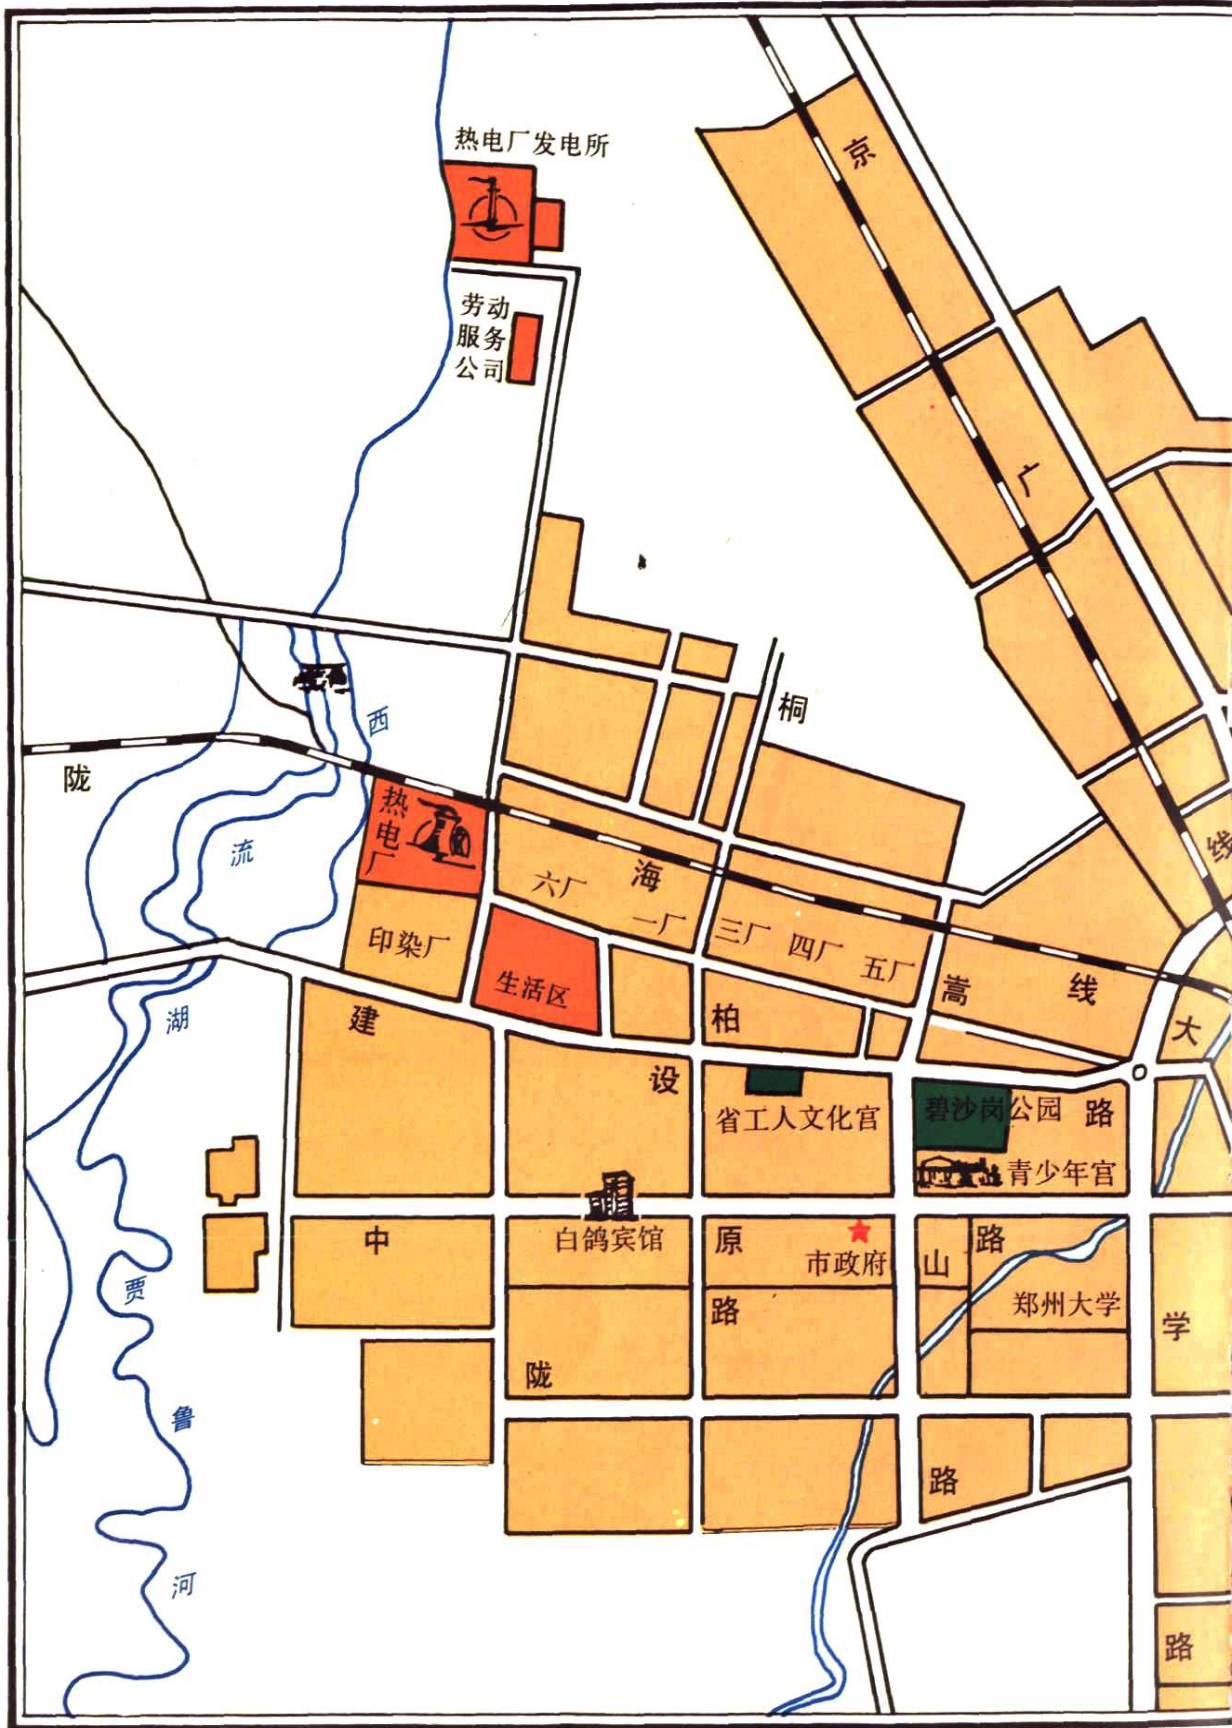 热电厂发电所
京
劳动
服务
公司
广
桐
西
陇
热
电
厂
流
海
线
六厂
一厂
三厂
四厂
五厂
印染厂
生活区
嵩
线
湖
建
柏
大
设
省工人文化宫
碧沙岗公园
路
青少年宫
中
白鸽宾馆
原
市政府
山
路
贾
路
郑州大学
学
陇
鲁
路
河
路